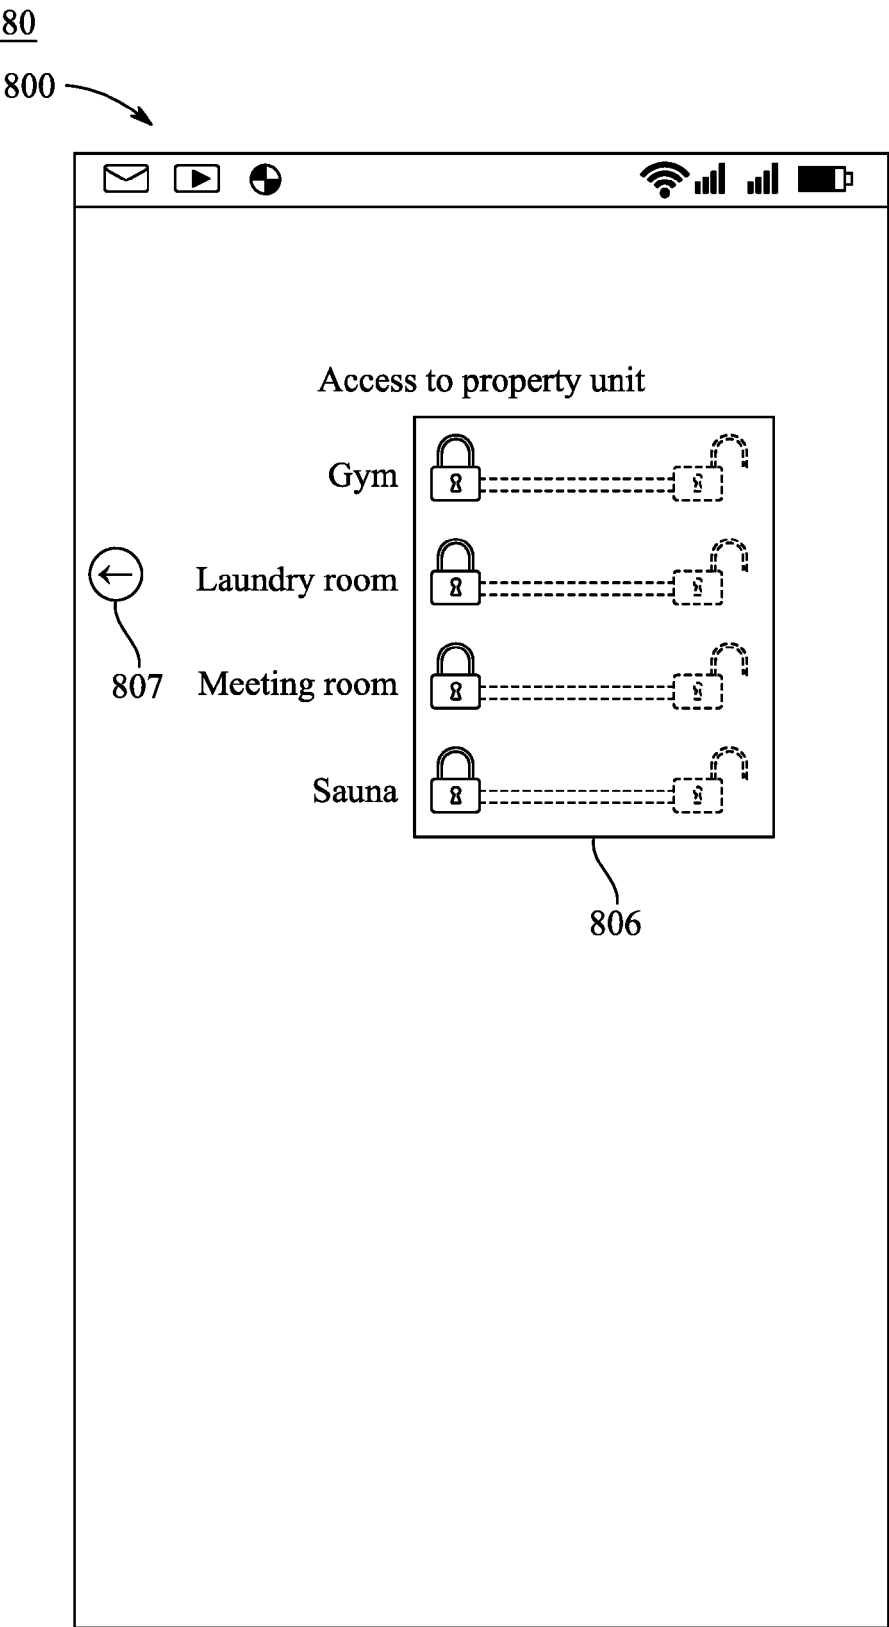 80
800
Access to property unit
Gym
Laundry room
807
Meeting room
Sauna
806